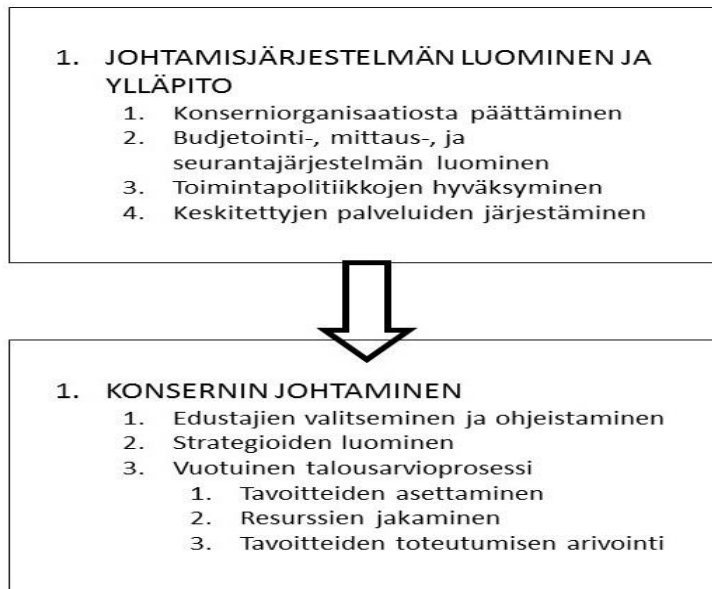 1. JOHTAMISJÄRJESTELMÄN LUOMINEN JA
YLLÄPITO
1. Konserniorganisaatiosta päättäminen
2. Budjetointi-, mittaus-, ja
seurantajärjestelmän luominen
3. Toimintapolitiikkojen hyväksyminen
4. Keskitettyjen palveluiden järjestäminen
1. KONSERNIN JOHTAMINEN
1. Edustajien valitseminen ja ohjeistaminen
2. Strategioiden luominen
3. Vuotuinen talousarvioprosessi
1. Tavoitteiden asettaminen
2. Resurssien jakaminen
3. Tavoitteiden toteutumisen arivointi